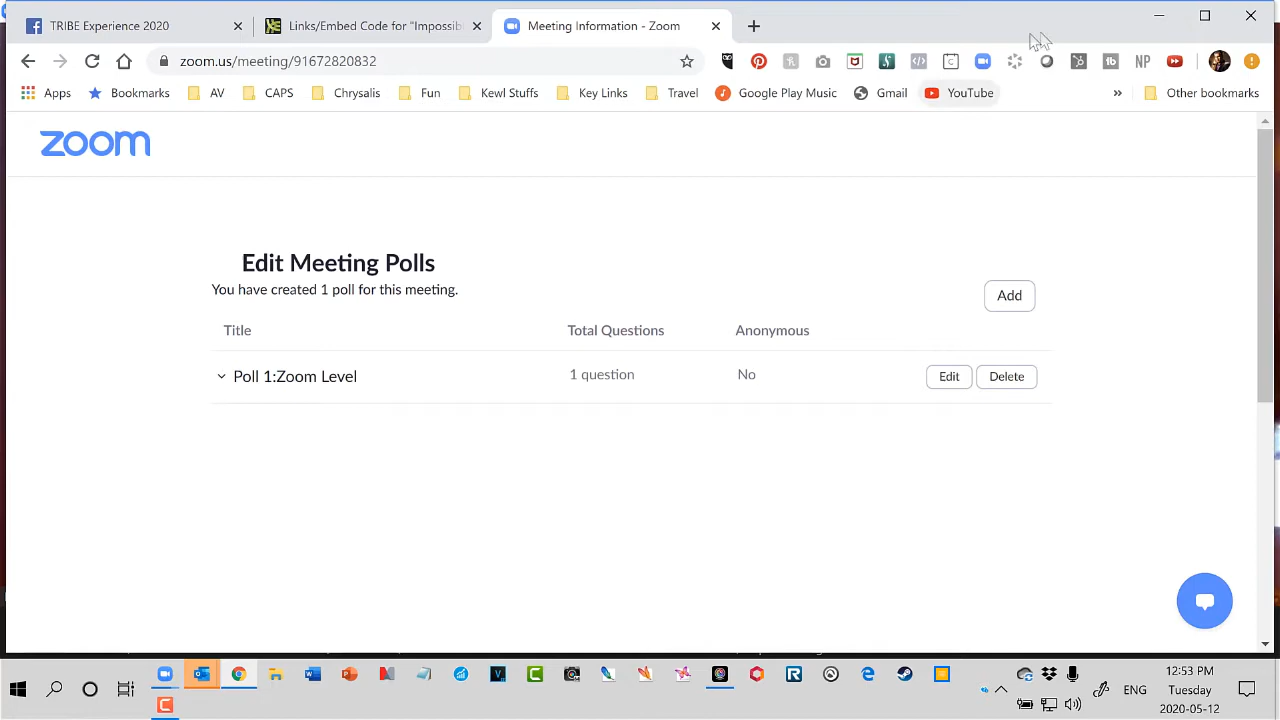 TRIBE Experience 2020
Links/Embed Code for "Impossib
Meeting Information - Zoom
zoom.us/meeting/91672820832
Apps
Bookmarks
AV
CAPS
Chrysalis
Fun
Kewl Stuffs
Key Links
Travel
Google Play Music
Gmail
YouTube
»
Other bookmarks
zoom
Edit Meeting Polls
You have created 1 poll for this meeting.
Add
Title Total Questions Anonymous
Poll 1:Zoom Level 1 question No Edit Delete
12:53 PM
ENG Tuesday
2020-05-12